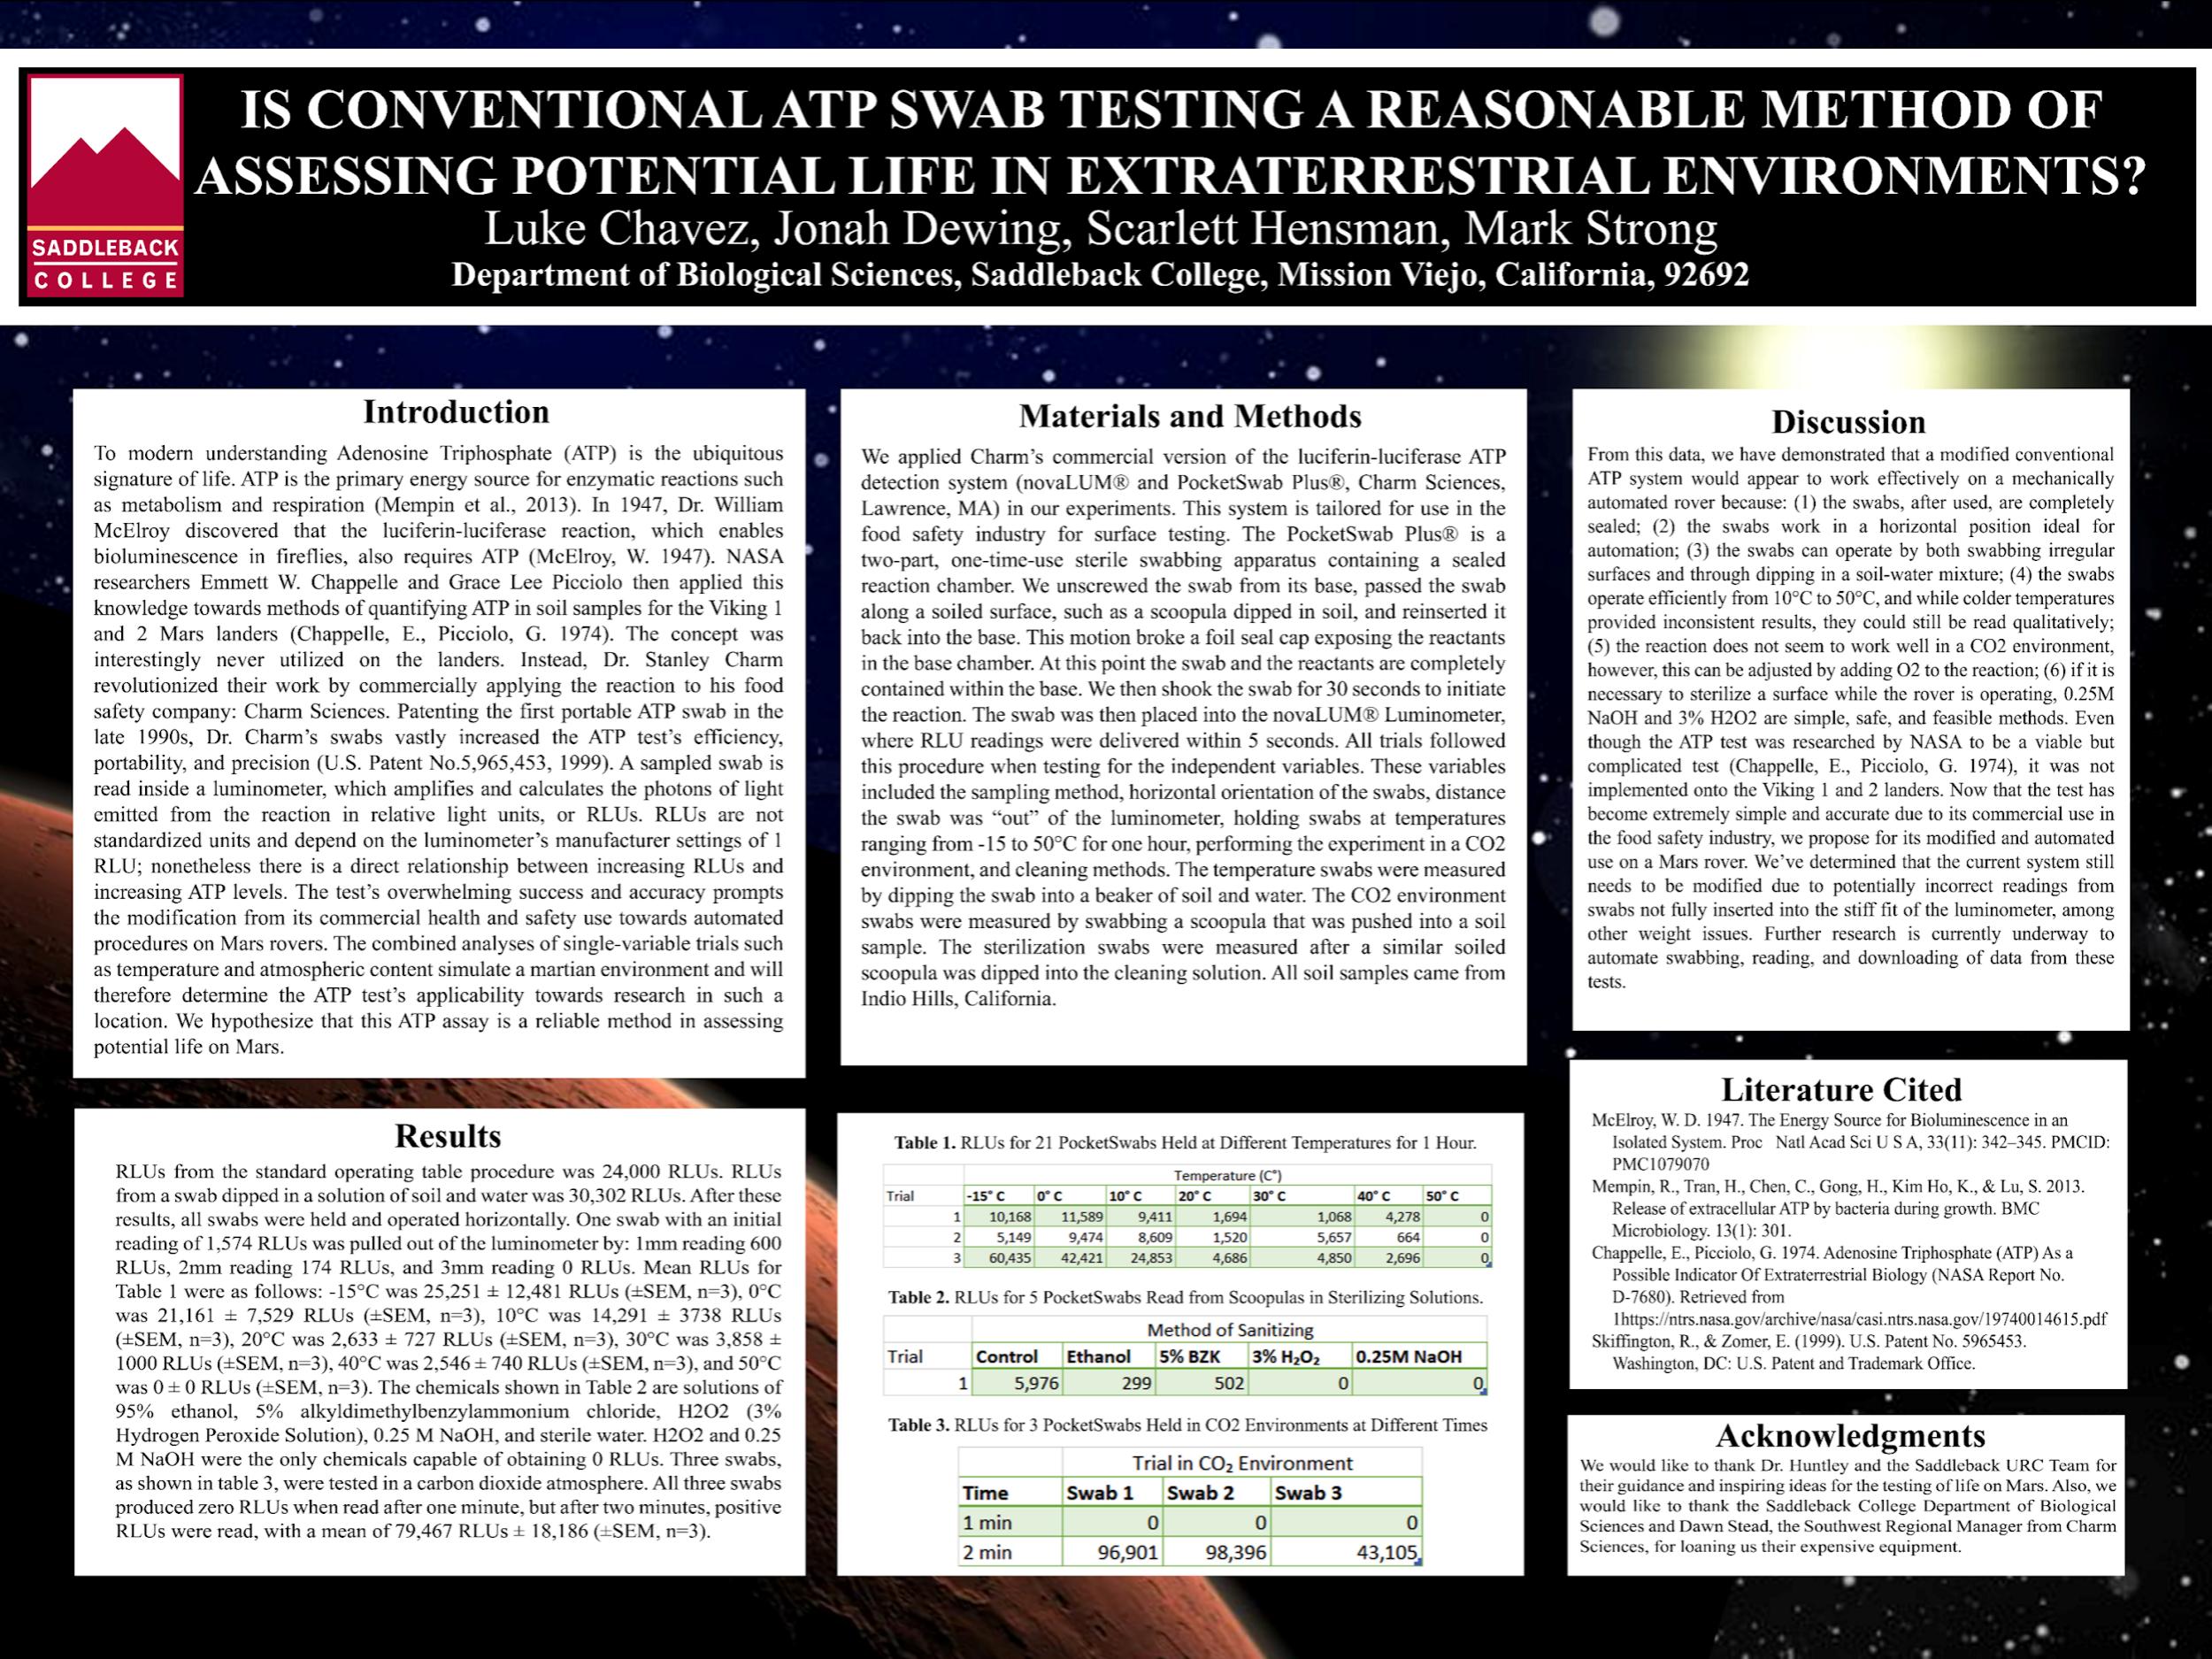 SADDLEBACK
COLLEGE
IS CONVENTIONAL ATP SWAB TESTING A REASONABLE METHOD OF
ASSESSING POTENTIAL LIFE IN EXTRATERRESTRIAL ENVIRONMENTS?
Luke Chavez, Jonah Dewing, Scarlett Hensman, Mark Strong
Department of Biological Sciences, Saddleback College, Mission Viejo, California, 92692
Introduction
To modern understanding Adenosine Triphosphate (ATP) is the ubiquitous
signature of life. ATP is the primary energy source for enzymatic reactions such
as metabolism and respiration (Mempin et al., 2013). In 1947, Dr. William
McElroy discovered that the luciferin-luciferase reaction, which enables
bioluminescence in fireflies, also requires ATP (McElroy, W. 1947). NASA
researchers Emmett W. Chappelle and Grace Lee Picciolo then applied this
knowledge towards methods of quantifying ATP in soil samples for the Viking 1
and 2 Mars landers (Chappelle, E., Picciolo, G. 1974). The concept was
interestingly never utilized on the landers. Instead, Dr. Stanley Charm
revolutionized their work by commercially applying the reaction to his food
safety company: Charm Sciences. Patenting the first portable ATP swab in the
late 1990s, Dr. Charm's swabs vastly increased the ATP test's efficiency,
portability, and precision (U.S. Patent No.5,965,453, 1999). A sampled swab is
read inside a luminometer, which amplifies and calculates the photons of light
emitted from the reaction in relative light units, or RLUs. RLUs are not
standardized units and depend on the luminometer's manufacturer settings of 1
RLU; nonetheless there is a direct relationship between increasing RLUs and
increasing ATP levels. The test's overwhelming success and accuracy prompts
the modification from its commercial health and safety use towards automated
procedures on Mars rovers. The combined analyses of single-variable trials such
as temperature and atmospheric content simulate a martian environment and will
therefore determine the ATP test's applicability towards research in such a
location. We hypothesize that this ATP assay is a reliable method in assessing
potential life on Mars.
Results
RLUs from the standard operating table procedure was 24,000 RLUs. RLUs
from a swab dipped in a solution of soil and water was 30,302 RLUs. After these
results, all swabs were held and operated horizontally. One swab with an initial
reading of 1,574 RLUs was pulled out of the luminometer by: 1mm reading 600
RLUs, 2mm reading 174 RLUs, and 3mm reading 0 RLUs. Mean RLUs for
Table 1 were as follows: -15°C was 25,251 ± 12,481 RLUs (±SEM, n=3), 0°C
was 21,161 ± 7,529 RLUs (±SEM, n=3), 10°C was 14,291 ± 3738 RLUs
(±SEM, n=3), 20°C was 2,633 ± 727 RLUs (±SEM, n=3), 30°C was 3,858 ±
1000 RLUs (±SEM, n=3), 40°C was 2,546 ± 740 RLUs (±SEM, n=3), and 50°C
was 0 ± 0 RLUs (±SEM, n=3). The chemicals shown in Table 2 are solutions of
95% ethanol, 5% alkyldimethylbenzylammonium chloride, H2O2 (3%
Hydrogen Peroxide Solution), 0.25 M NaOH, and sterile water. H2O2 and 0.25
M NaOH were the only chemicals capable of obtaining 0 RLUs. Three swabs,
as shown in table 3, were tested in a carbon dioxide atmosphere. All three swabs
produced zero RLUs when read after one minute, but after two minutes, positive
RLUs were read, with a mean of 79,467 RLUs ± 18,186 (±SEM, n=3).
Materials and Methods
We applied Charm's commercial version of the luciferin-luciferase ATP
detection system (novaLUM® and PocketSwab Plus®, Charm Sciences,
Lawrence, MA) in our experiments. This system is tailored for use in the
food safety industry for surface testing. The PocketSwab Plus® is a
two-part, one-time-use sterile swabbing apparatus containing a sealed
reaction chamber. We unscrewed the swab from its base, passed the swab
along a soiled surface, such as a scoopula dipped in soil, and reinserted it
back into the base. This motion broke a foil seal cap exposing the reactants
in the base chamber. At this point the swab and the reactants are completely
contained within the base. We then shook the swab for 30 seconds to initiate
the reaction. The swab was then placed into the novaLUM® Luminometer,
where RLU readings were delivered within 5 seconds. All trials followed
this procedure when testing for the independent variables. These variables
included the sampling method, horizontal orientation of the swabs, distance
the swab was “out” of the luminometer, holding swabs at temperatures
ranging from -15 to 50°C for one hour, performing the experiment in a CO2
environment, and cleaning methods. The temperature swabs were measured
by dipping the swab into a beaker of soil and water. The CO2 environment
swabs were measured by swabbing a scoopula that was pushed into a soil
sample. The sterilization swabs were measured after a similar soiled
scoopula was dipped into the cleaning solution. All soil samples came from
Indio Hills, California.
Table 1. RLUs for 21 PocketSwabs Held at Different Temperatures for 1 Hour.
Temperature (C°)
Trial -15° C 0° C 10° C 20° C 30° C 40° C 50° C
1 10,168 11,589 9,411 1,694 1,068 4,278 0
2 5,149 9,474 8,609 1,520 5,657 664 0
3 60,435 42,421 24,853 4,686 4,850 2,696 0
Table 2. RLUs for 5 PocketSwabs Read from Scoopulas in Sterilizing Solutions.
Method of Sanitizing
Trial Control Ethanol 5% BZK 3% H₂O₂ 0.25M NaOH
1 5,976 299 502 0 0
Table 3. RLUs for 3 PocketSwabs Held in CO2 Environments at Different Times
Trial in CO₂ Environment
Time Swab 1 Swab 2 Swab 3
1 min 0 0 0
2 min 96,901 98,396 43,105
Discussion
From this data, we have demonstrated that a modified conventional
ATP system would appear to work effectively on a mechanically
automated rover because: (1) the swabs, after used, are completely
sealed; (2) the swabs work in a horizontal position ideal for
automation; (3) the swabs can operate by both swabbing irregular
surfaces and through dipping in a soil-water mixture; (4) the swabs
operate efficiently from 10°C to 50°C, and while colder temperatures
provided inconsistent results, they could still be read qualitatively;
(5) the reaction does not seem to work well in a CO2 environment,
however, this can be adjusted by adding O2 to the reaction; (6) if it is
necessary to sterilize a surface while the rover is operating, 0.25M
NaOH and 3% H2O2 are simple, safe, and feasible methods. Even
though the ATP test was researched by NASA to be a viable but
complicated test (Chappelle, E., Picciolo, G. 1974), it was not
implemented onto the Viking 1 and 2 landers. Now that the test has
become extremely simple and accurate due to its commercial use in
the food safety industry, we propose for its modified and automated
use on a Mars rover. We've determined that the current system still
needs to be modified due to potentially incorrect readings from
swabs not fully inserted into the stiff fit of the luminometer, among
other weight issues. Further research is currently underway to
automate swabbing, reading, and downloading of data from these
tests.
Literature Cited
McElroy, W. D. 1947. The Energy Source for Bioluminescence in an
Isolated System. Proc Natl Acad Sci U S A, 33(11): 342–345. PMCID:
PMC1079070
Mempin, R., Tran, H., Chen, C., Gong, H., Kim Ho, K., & Lu, S. 2013.
Release of extracellular ATP by bacteria during growth. BMC
Microbiology. 13(1): 301.
Chappelle, E., Picciolo, G. 1974. Adenosine Triphosphate (ATP) As a
Possible Indicator Of Extraterrestrial Biology (NASA Report No.
D-7680). Retrieved from
1https://ntrs.nasa.gov/archive/nasa/casi.ntrs.nasa.gov/19740014615.pdf
Skiffington, R., & Zomer, E. (1999). U.S. Patent No. 5965453.
Washington, DC: U.S. Patent and Trademark Office.
Acknowledgments
We would like to thank Dr. Huntley and the Saddleback URC Team for
their guidance and inspiring ideas for the testing of life on Mars. Also, we
would like to thank the Saddleback College Department of Biological
Sciences and Dawn Stead, the Southwest Regional Manager from Charm
Sciences, for loaning us their expensive equipment.